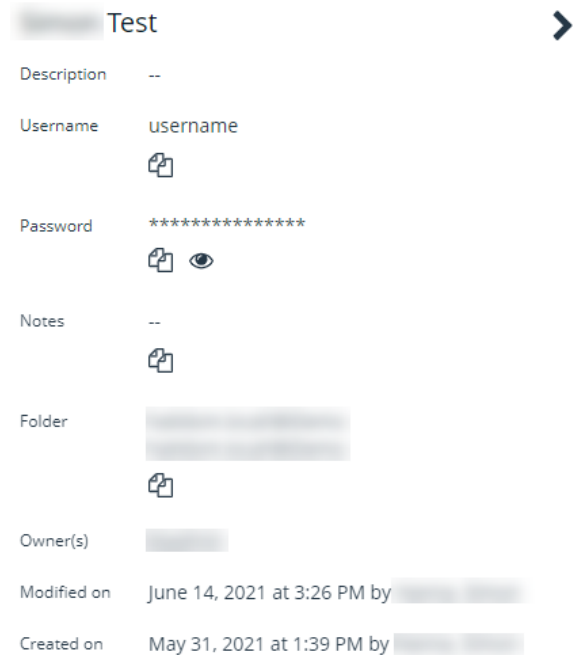 Test
Description --
Username username
Password ***************
Notes --
Folder
Owner(s)
Modified on June 14, 2021 at 3:26 PM by
Created on May 31, 2021 at 1:39 PM by